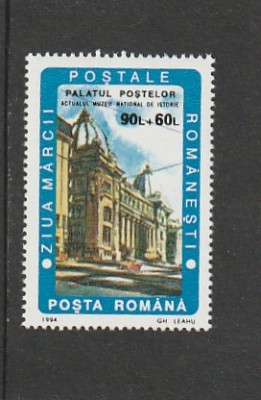 POȘTALE
PALATUL POȘTELOR
ACTUALUL MUZEU NAȚIONAL DE ISTORIE
90L+60L
ZIUA MĂRCII
ROMÂNEȘTI
POȘTA ROMÂNĂ
1994
GH. LEAHU